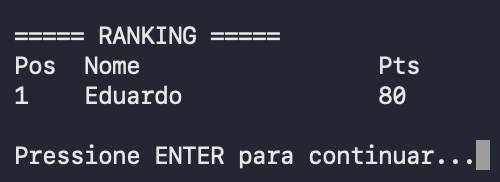 ===== RANKING =====
Pos  Nome                 Pts
1    Eduardo              80
Pressione ENTER para continuar...